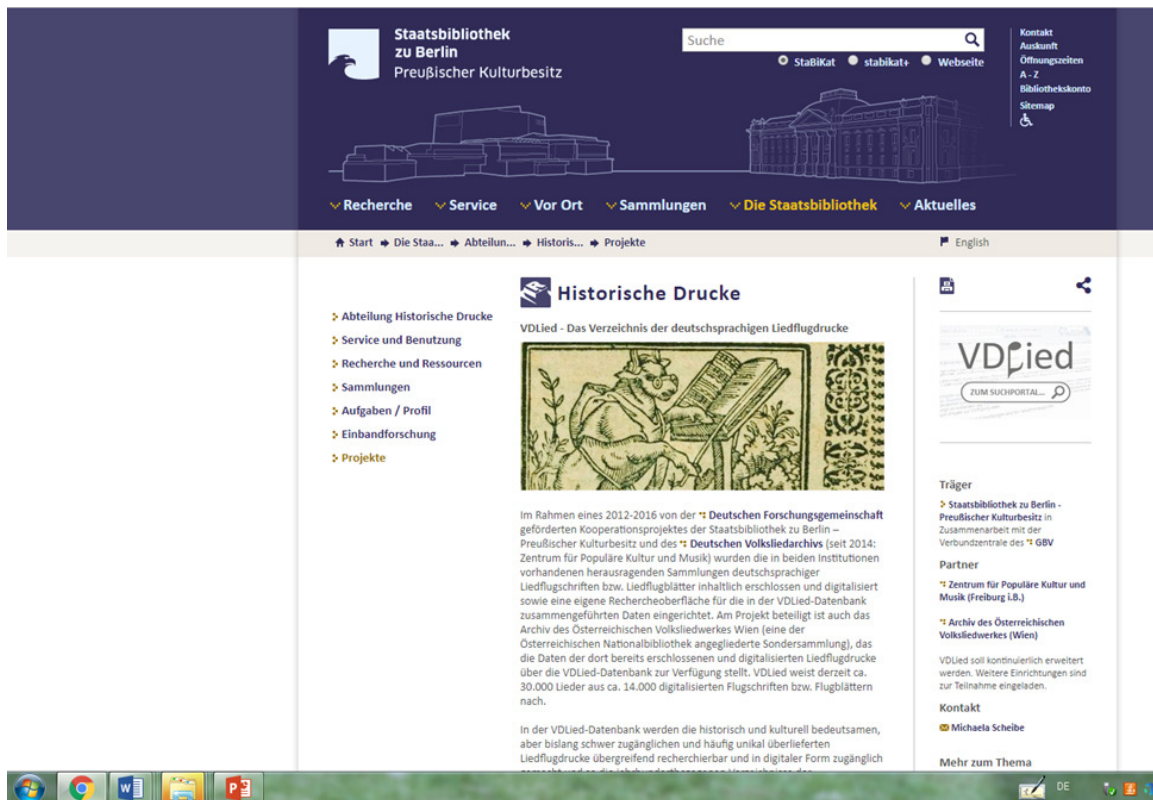 Staatsbibliothek
zu Berlin
Preußischer Kulturbesitz
Suche
StaBiKat stabikat+ Webseite
Kontakt
Auskunft
Öffnungszeiten
A - Z
Bibliothekskonto
Sitemap
Recherche Service Vor Ort Sammlungen Die Staatsbibliothek Aktuelles
Start Die Staa... Abteilun... Historis... Projekte
English
Abteilung Historische Drucke
Service und Benutzung
Recherche und Ressourcen
Sammlungen
Aufgaben / Profil
Einbandforschung
Projekte
Historische Drucke
VDLied - Das Verzeichnis der deutschsprachigen Liedflugdrucke
Im Rahmen eines 2012-2016 von der Deutschen Forschungsgemeinschaft
geförderten Kooperationsprojektes der Staatsbibliothek zu Berlin –
Preußischer Kulturbesitz und des Deutschen Volksliedarchivs (seit 2014:
Zentrum für Populäre Kultur und Musik) wurden die in beiden Institutionen
vorhandenen herausragenden Sammlungen deutschsprachiger
Liedflugschriften bzw. Liedflugblätter inhaltlich erschlossen und digitalisiert
sowie eine eigene Rechercheoberfläche für die in der VDLied-Datenbank
zusammengeführten Daten eingerichtet. Am Projekt beteiligt ist auch das
Archiv des Österreichischen Volksliedwerkes Wien (eine der
Österreichischen Nationalbibliothek angegliederte Sondersammlung), das
die Daten der dort bereits erschlossenen und digitalisierten Liedflugdrucke
über die VDLied-Datenbank zur Verfügung stellt. VDLied weist derzeit ca.
30.000 Lieder aus ca. 14.000 digitalisierten Flugschriften bzw. Flugblättern
nach.
In der VDLied-Datenbank werden die historisch und kulturell bedeutsamen,
aber bislang schwer zugänglichen und häufig unikal überlieferten
Liedflugdrucke übergreifend recherchierbar und in digitaler Form zugänglich
VDLied
ZUM SUCHPORTAL...
Träger
Staatsbibliothek zu Berlin -
Preußischer Kulturbesitz in
Zusammenarbeit mit der
Verbundzentrale des GBV
Partner
Zentrum für Populäre Kultur und
Musik (Freiburg i.B.)
Archiv des Österreichischen
Volksliedwerkes (Wien)
VDLied soll kontinuierlich erweitert
werden. Weitere Einrichtungen sind
zur Teilnahme eingeladen.
Kontakt
Michaela Scheibe
Mehr zum Thema
DE